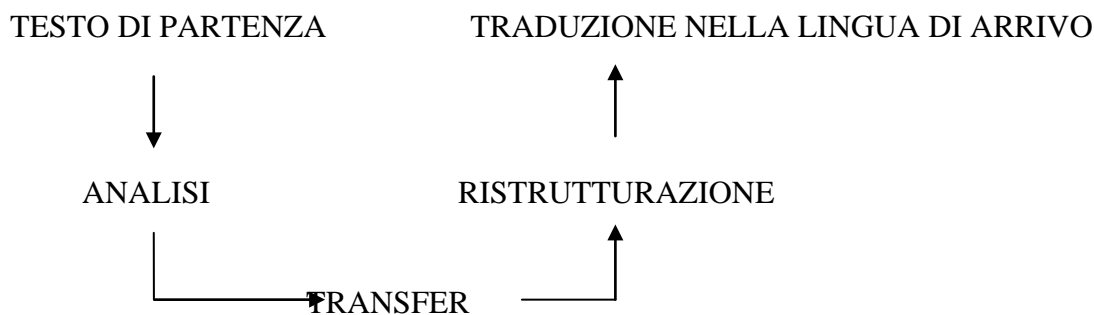 TESTO DI PARTENZA TRADUZIONE NELLA LINGUA DI ARRIVO
ANALISI RISTRUTTURAZIONE
TRANSFER